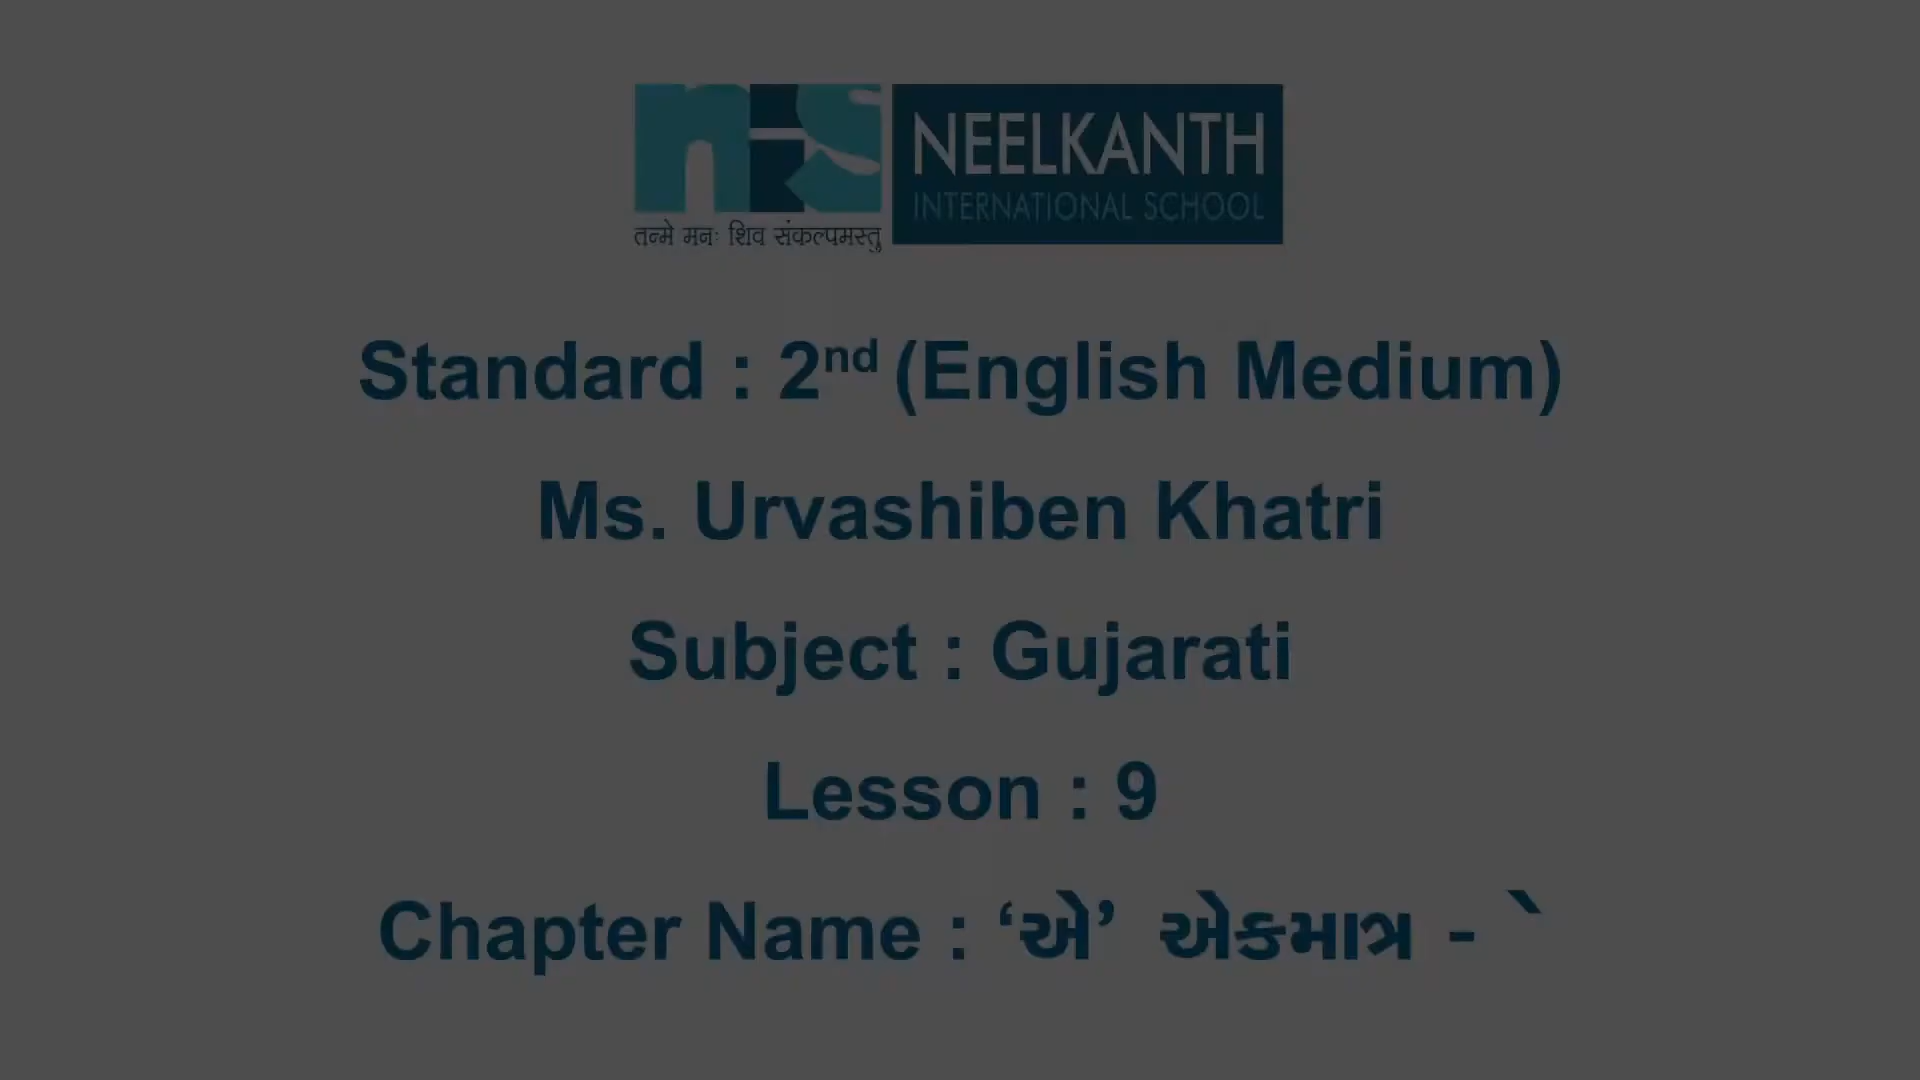 nis
तन्मे मनः शिव संकल्पमस्तु
NEELKANTH
INTERNATIONAL SCHOOL
Standard : 2nd (English Medium)
Ms. Urvashiben Khatri
Subject : Gujarati
Lesson : 9
Chapter Name : ‘એ’ એકમાત્ર - `